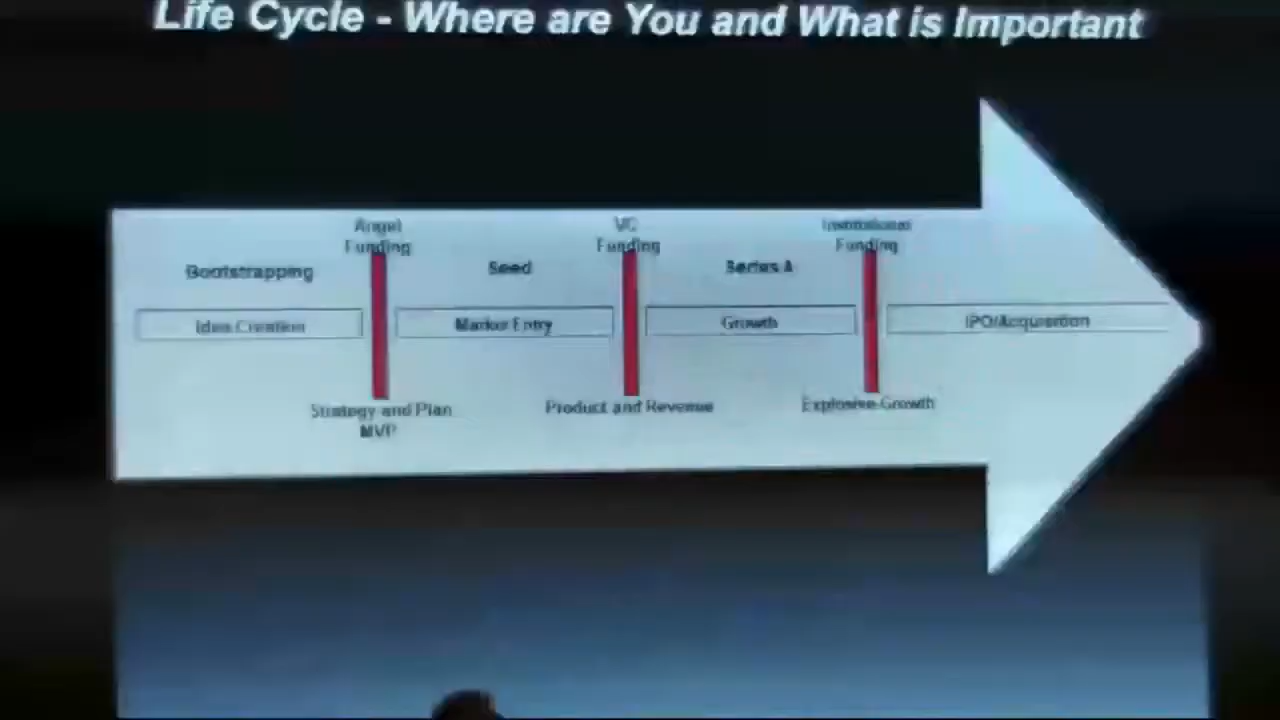 Life Cycle - Where are You and What is Important
Angel
Funding
VC
Funding
Institutional
Funding
Bootstrapping
Seed
Series A
Idea Creation
Market Entry
Growth
IPO/Acquisition
Strategy and Plan
MVP
Product and Revenue
Explosive Growth